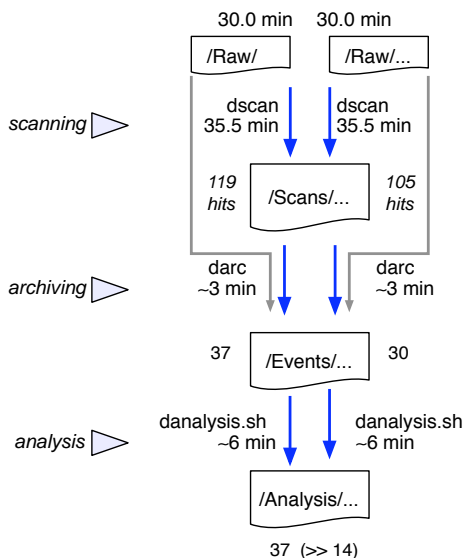 30.0 min 30.0 min
/Raw/ /Raw/...
scanning
dscan dscan
35.5 min 35.5 min
119 105
hits hits
/Scans/...
archiving
darc darc
~3 min ~3 min
37 /Events/... 30
analysis
danalysis.sh danalysis.sh
~6 min ~6 min
/Analysis/...
37 (>> 14)